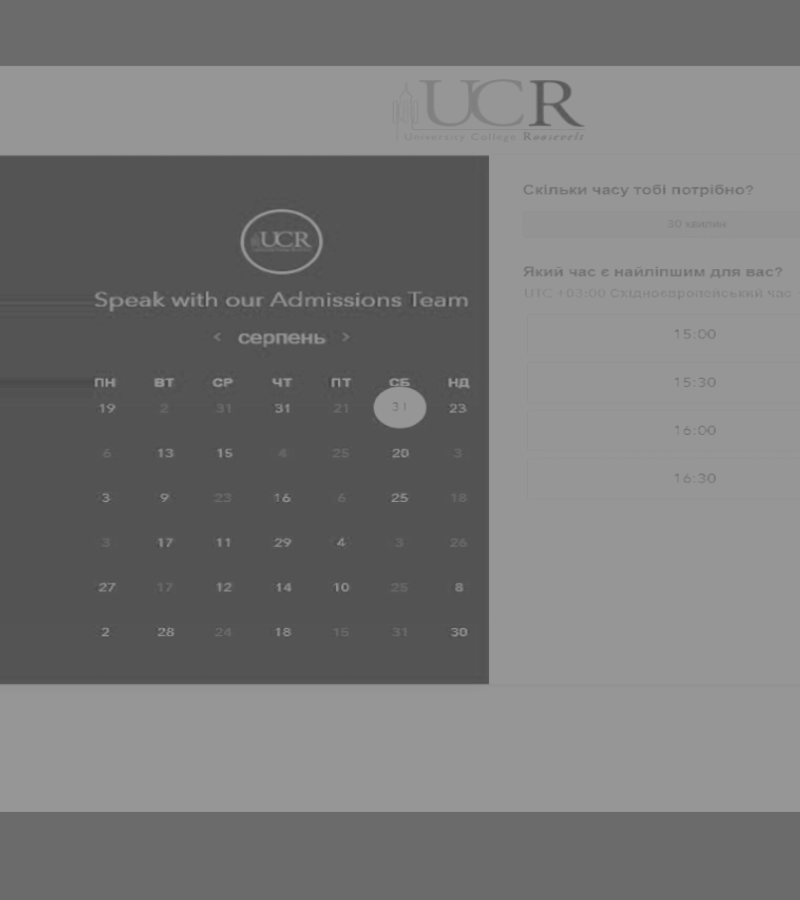 UCR
University College Roosevelt
UCR
Speak with our Admissions Team
< серпень >
ПН ВТ СР ЧТ ПТ СБ НД
19 2 31 31 21 31 23
6 13 15 4 25 20 3
3 9 23 16 6 25 18
3 17 11 29 4 3 26
27 17 12 14 10 25 8
2 28 24 18 15 31 30
Скільки часу тобі потрібно?
30 хвилин
Який час є найліпшим для вас?
UTC +03:00 Східноєвропейський час
15:00
15:30
16:00
16:30